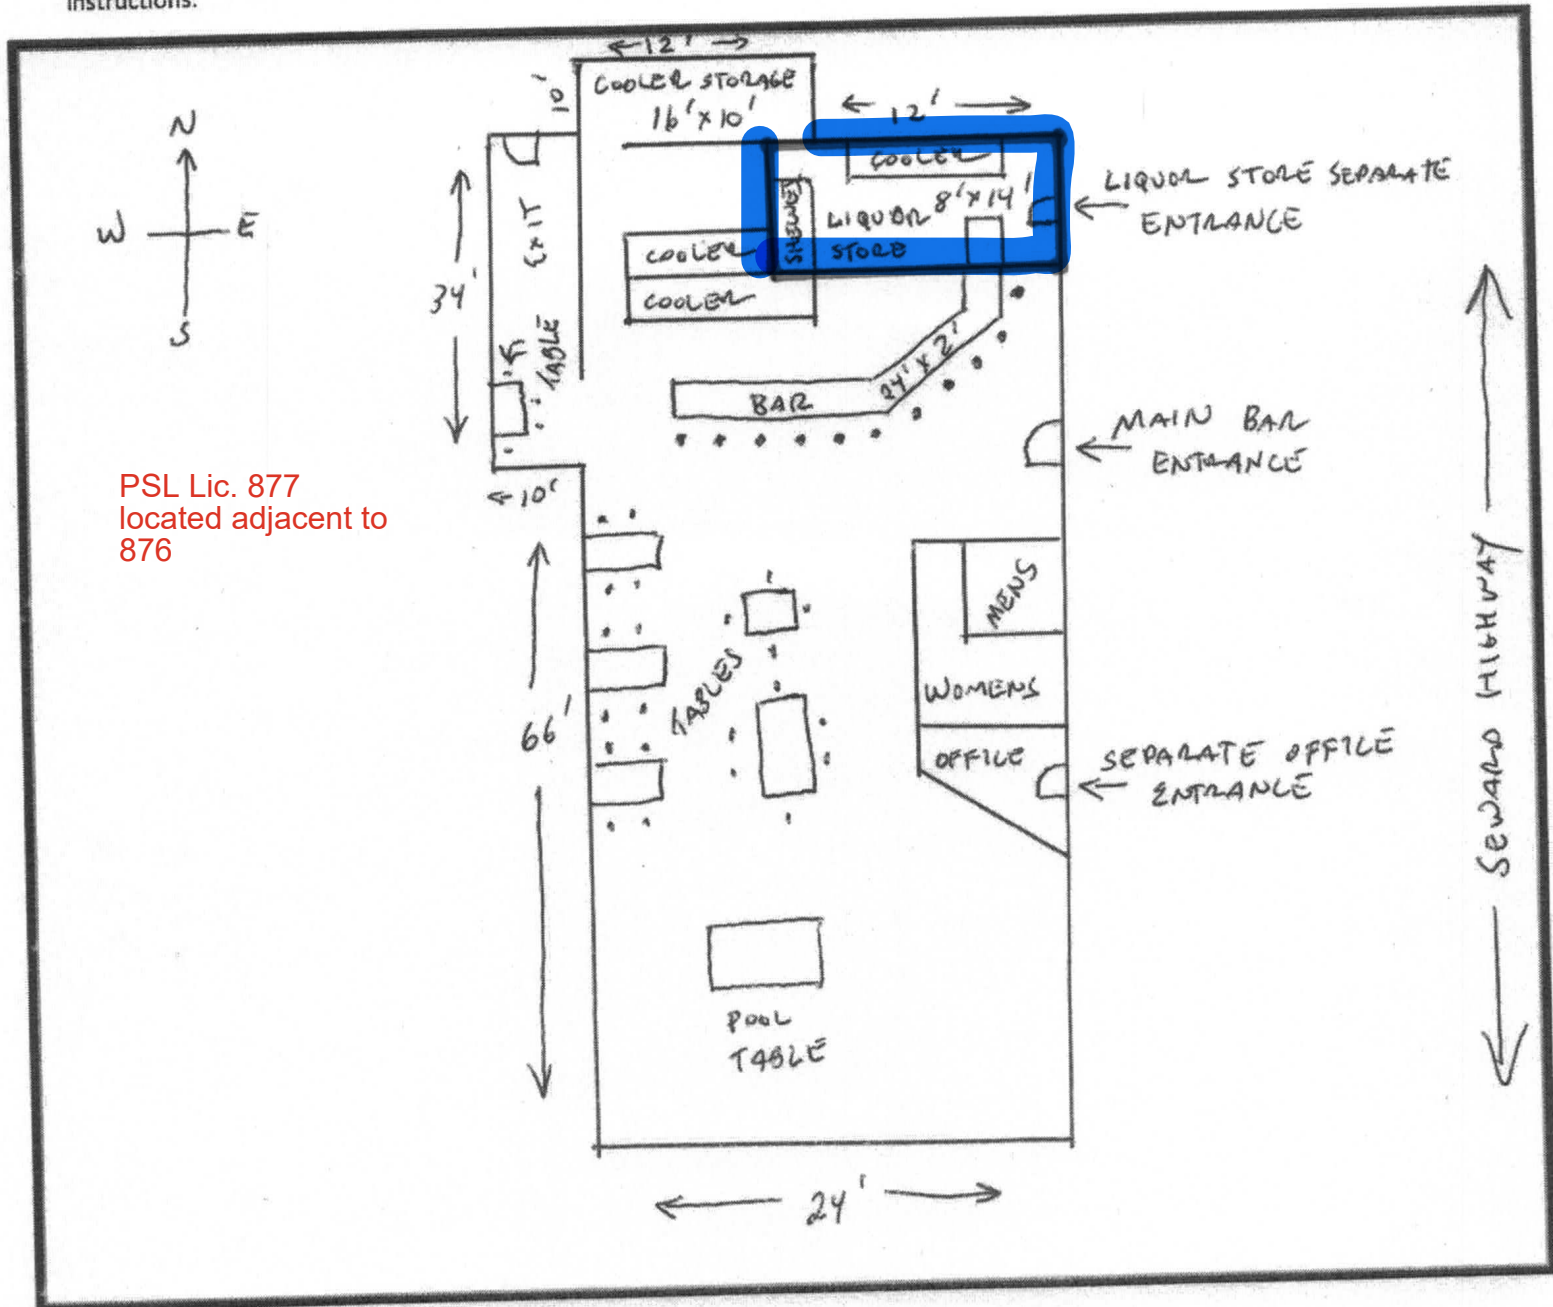 instructions.
12'
COOLER STORAGE
16' x 10'
10'
12'
N
W
E
S
COOLER
8' x 14'
LIQUOR
STORE
SHELVES
LIQUOR STORE SEPARATE
ENTRANCE
EXIT
34'
COOLER
COOLER
TABLE
24' x 2'
BAR
MAIN BAR
ENTRANCE
10'
PSL Lic. 877
located adjacent to
876
MENS
WOMENS
TABLES
66'
OFFICE
SEPARATE OFFICE
ENTRANCE
SEWARD HIGHWAY
POOL
TABLE
24'